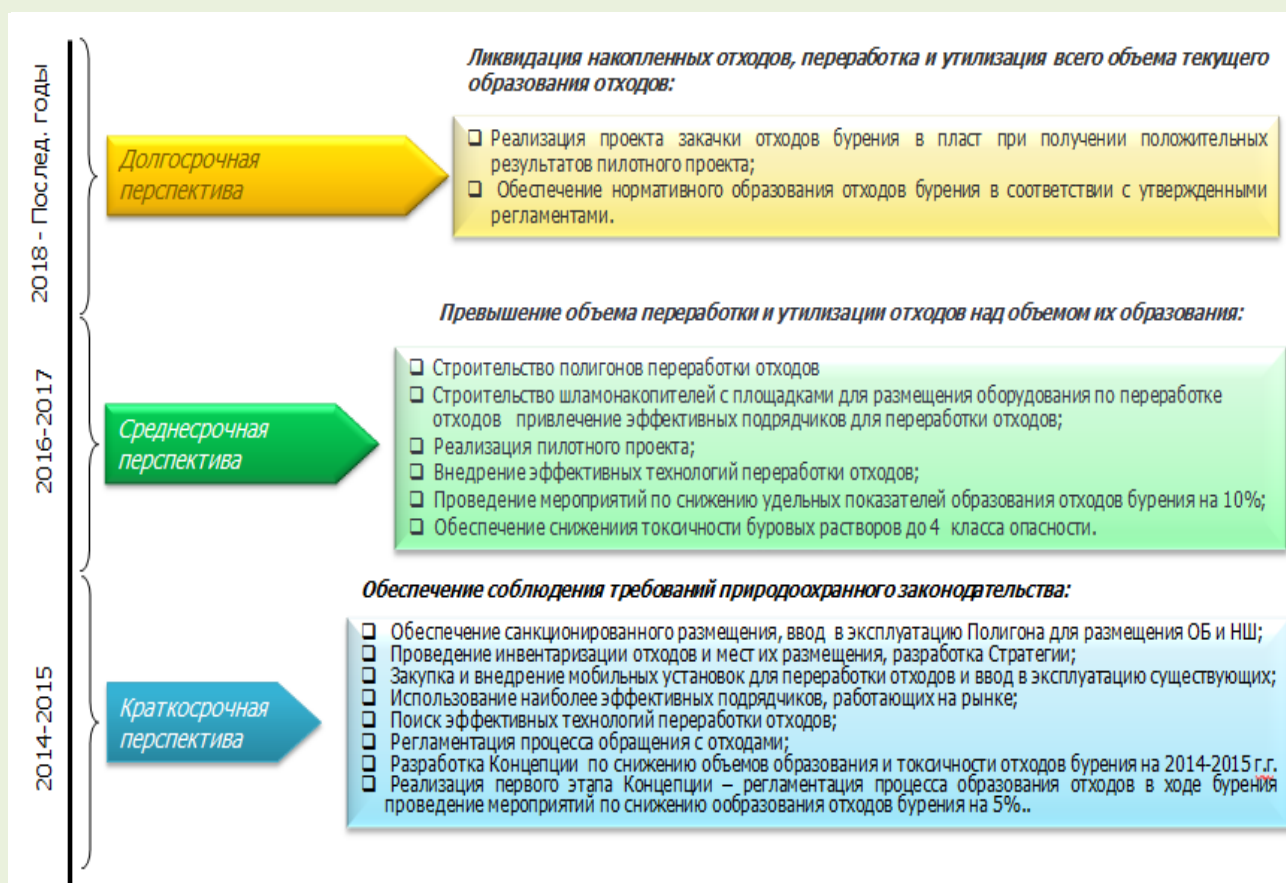 2018 - Послед. годы
Долгосрочная
перспектива
Ликвидация накопленных отходов, переработка и утилизация всего объема текущего
образования отходов:
❑ Реализация проекта закачки отходов бурения в пласт при получении положительных
результатов пилотного проекта;
❑ Обеспечение нормативного образования отходов бурения в соответствии с утвержденными
регламентами.
2016-2017
Среднесрочная
перспектива
Превышение объема переработки и утилизации отходов над объемом их образования:
❑ Строительство полигонов переработки отходов
❑ Строительство шламонакопителей с площадками для размещения оборудования по переработке
отходов привлечение эффективных подрядчиков для переработки отходов;
❑ Реализация пилотного проекта;
❑ Внедрение эффективных технологий переработки отходов;
❑ Проведение мероприятий по снижению удельных показателей образования отходов бурения на 10%;
❑ Обеспечение снижениия токсичности буровых растворов до 4 класса опасности.
2014-2015
Краткосрочная
перспектива
Обеспечение соблюдения требований природоохранного законодательства:
❑ Обеспечение санкционированного размещения, ввод в эксплуатацию Полигона для размещения ОБ и НШ;
❑ Проведение инвентаризации отходов и мест их размещения, разработка Стратегии;
❑ Закупка и внедрение мобильных установок для переработки отходов и ввод в эксплуатацию существующих;
❑ Использование наиболее эффективных подрядчиков, работающих на рынке;
❑ Поиск эффективных технологий переработки отходов;
❑ Регламентация процесса обращения с отходами;
❑ Разработка Концепции по снижению объемов образования и токсичности отходов бурения на 2014-2015 г.г.
❑ Реализация первого этапа Концепции – регламентация процесса образования отходов в ходе бурения
проведение мероприятий по снижению ообразования отходов бурения на 5%..